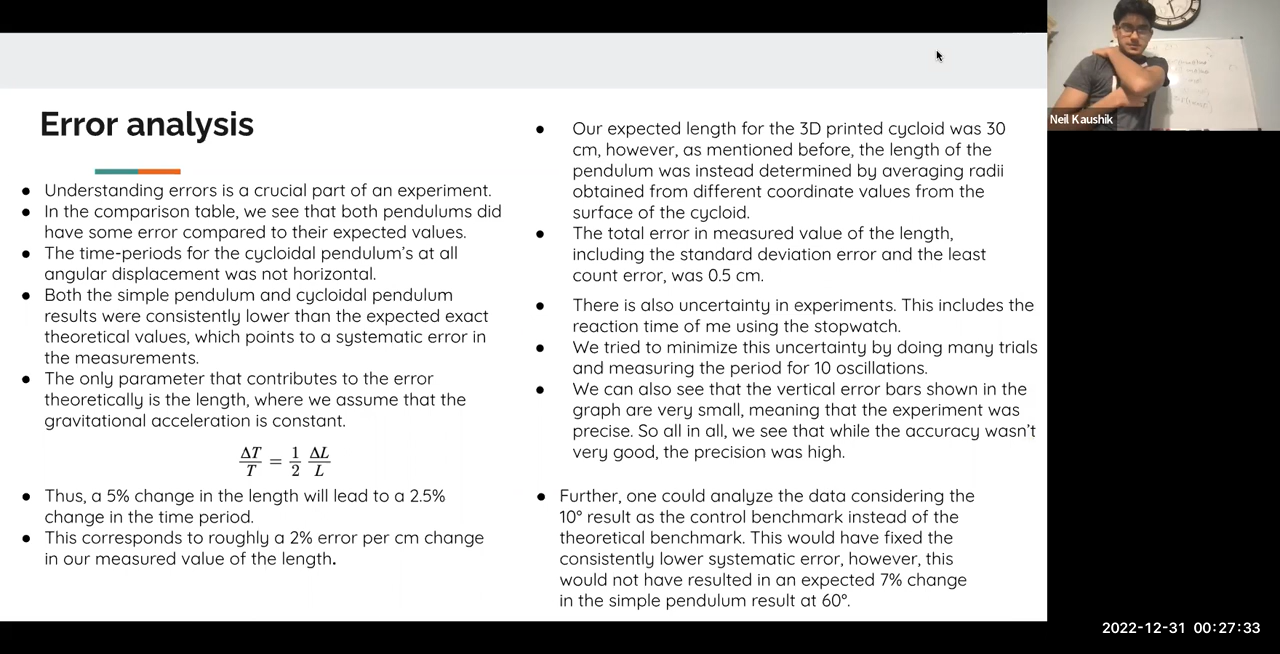 Error analysis
● Understanding errors is a crucial part of an experiment.
● In the comparison table, we see that both pendulums did
have some error compared to their expected values.
● The time-periods for the cycloidal pendulum's at all
angular displacement was not horizontal.
● Both the simple pendulum and cycloidal pendulum
results were consistently lower than the expected exact
theoretical values, which points to a systematic error in
the measurements.
● The only parameter that contributes to the error
theoretically is the length, where we assume that the
gravitational acceleration is constant.
ΔT/T = 1/2 ΔL/L
● Thus, a 5% change in the length will lead to a 2.5%
change in the time period.
● This corresponds to roughly a 2% error per cm change
in our measured value of the length.
● Our expected length for the 3D printed cycloid was 30
cm, however, as mentioned before, the length of the
pendulum was instead determined by averaging radii
obtained from different coordinate values from the
surface of the cycloid.
● The total error in measured value of the length,
including the standard deviation error and the least
count error, was 0.5 cm.
● There is also uncertainty in experiments. This includes the
reaction time of me using the stopwatch.
● We tried to minimize this uncertainty by doing many trials
and measuring the period for 10 oscillations.
● We can also see that the vertical error bars shown in the
graph are very small, meaning that the experiment was
precise. So all in all, we see that while the accuracy wasn't
very good, the precision was high.
● Further, one could analyze the data considering the
10° result as the control benchmark instead of the
theoretical benchmark. This would have fixed the
consistently lower systematic error, however, this
would not have resulted in an expected 7% change
in the simple pendulum result at 60°.
Neil Kaushik
2022-12-31 00:27:33